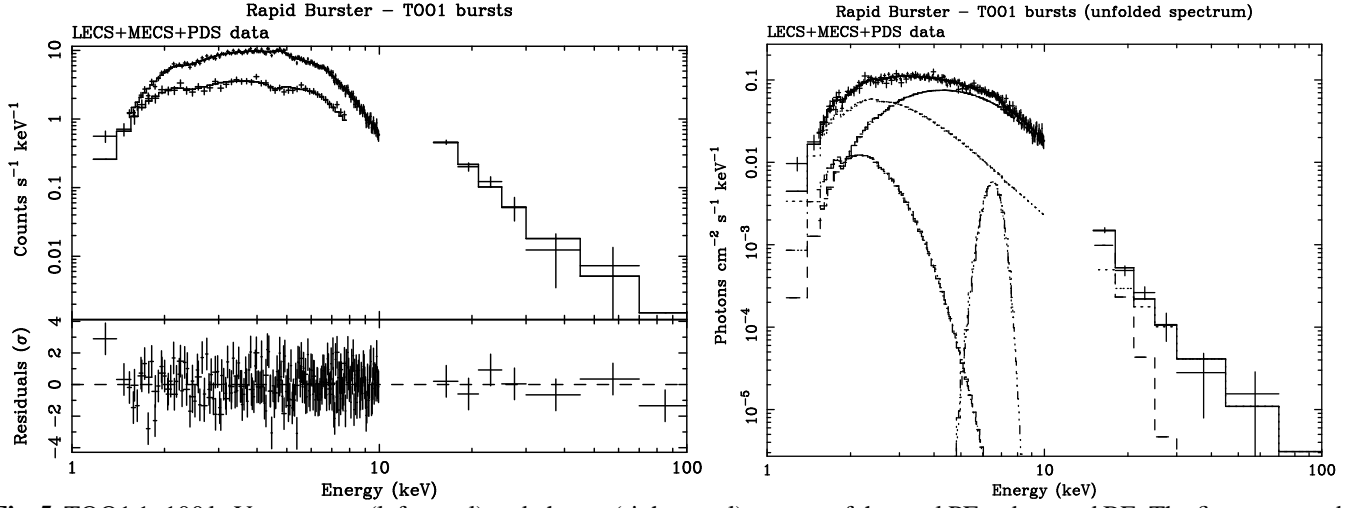 Rapid Burster – TOO1 bursts
LECS+MECS+PDS data
Counts s⁻¹ keV⁻¹
10
1
0.1
0.01
Residuals (σ)
4
2
0
−2
−4
1
10
100
Energy (keV)
Rapid Burster – TOO1 bursts (unfolded spectrum)
LECS+MECS+PDS data
Photons cm⁻² s⁻¹ keV⁻¹
0.1
0.01
10⁻³
10⁻⁴
10⁻⁵
1
10
100
Energy (keV)